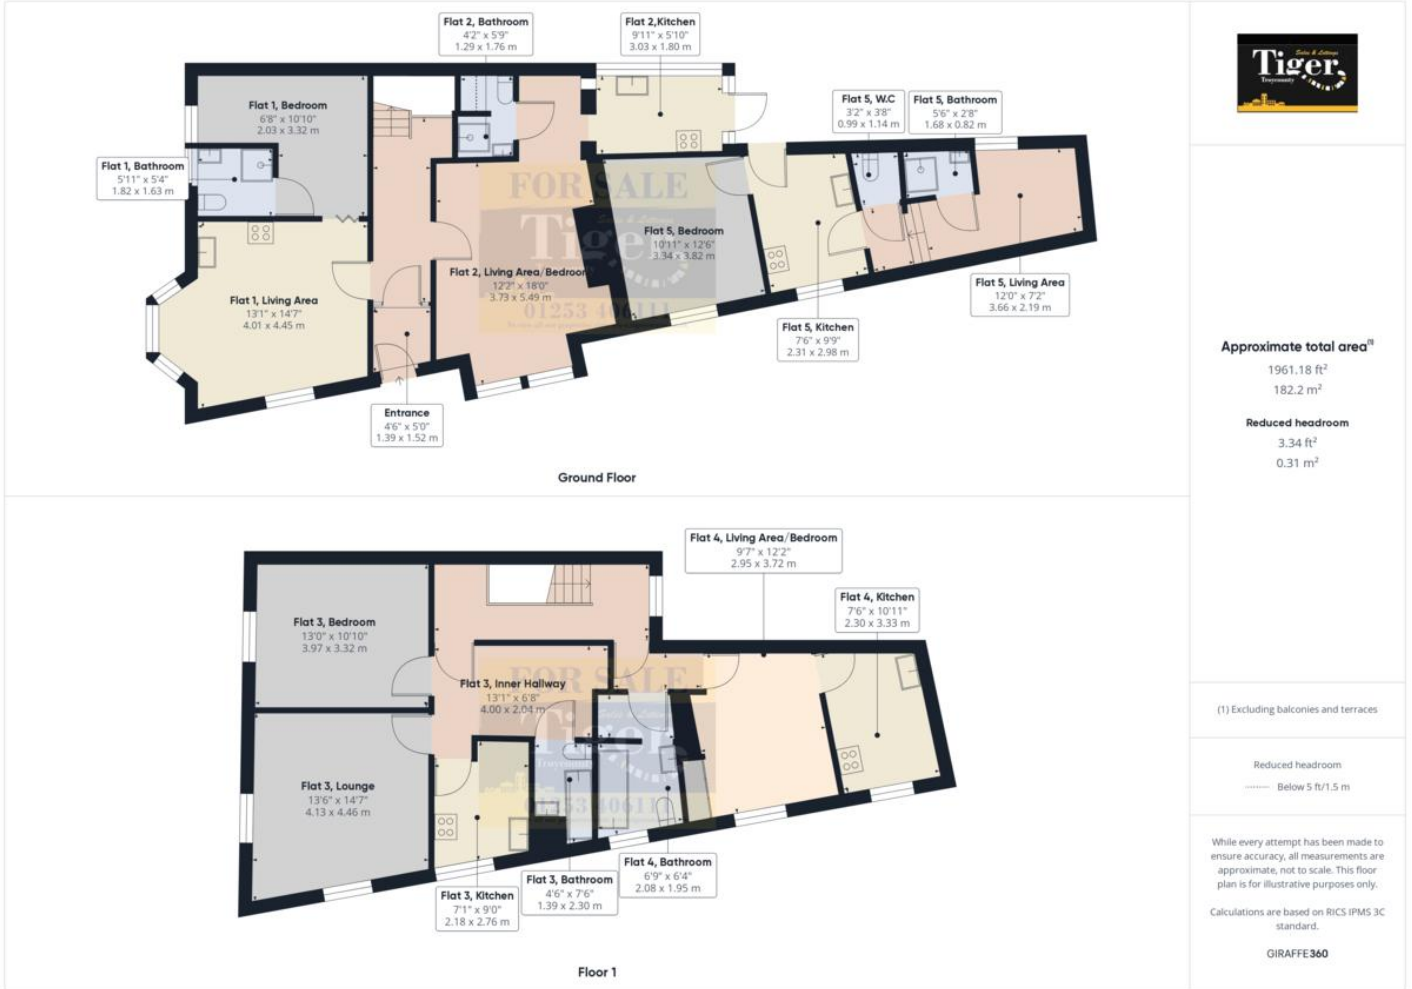 Flat 2, Bathroom
4'2" x 5'9"
1.29 x 1.76 m
Flat 2,Kitchen
9'11" x 5'10"
3.03 x 1.80 m
Flat 1, Bedroom
6'8" x 10'10"
2.03 x 3.32 m
Flat 5, W.C
3'2" x 3'8"
0.99 x 1.14 m
Flat 5, Bathroom
5'6" x 2'8"
1.68 x 0.82 m
Flat 1, Bathroom
5'11" x 5'4"
1.82 x 1.63 m
FOR SALE
Sales & Lettings
Tiger
01253 406111
Flat 5, Bedroom
10'11" x 12'6"
3.34 x 3.82 m
Flat 2, Living Area/Bedroom
12'2" x 18'0"
3.73 x 5.49 m
Flat 1, Living Area
13'1" x 14'7"
4.01 x 4.45 m
Flat 5, Living Area
12'0" x 7'2"
3.66 x 2.19 m
Flat 5, Kitchen
7'6" x 9'9"
2.31 x 2.98 m
Entrance
4'6" x 5'0"
1.39 x 1.52 m
Ground Floor
Flat 4, Living Area/Bedroom
9'7" x 12'2"
2.95 x 3.72 m
Flat 4, Kitchen
7'6" x 10'11"
2.30 x 3.33 m
Flat 3, Bedroom
13'0" x 10'10"
3.97 x 3.32 m
FOR SALE
Flat 3, Inner Hallway
13'1" x 6'8"
4.00 x 2.04 m
Sales & Lettings
Tiger
Troycounty
01253 406111
Flat 3, Lounge
13'6" x 14'7"
4.13 x 4.46 m
Flat 3, Kitchen
7'1" x 9'0"
2.18 x 2.76 m
Flat 3, Bathroom
4'6" x 7'6"
1.39 x 2.30 m
Flat 4, Bathroom
6'9" x 6'4"
2.08 x 1.95 m
Floor 1
Sales & Lettings
Tiger
Troycounty
Approximate total area(1)
1961.18 ft²
182.2 m²
Reduced headroom
3.34 ft²
0.31 m²
(1) Excluding balconies and terraces
Reduced headroom
Below 5 ft/1.5 m
While every attempt has been made to
ensure accuracy, all measurements are
approximate, not to scale. This floor
plan is for illustrative purposes only.
Calculations are based on RICS IPMS 3C
standard.
GIRAFFE360